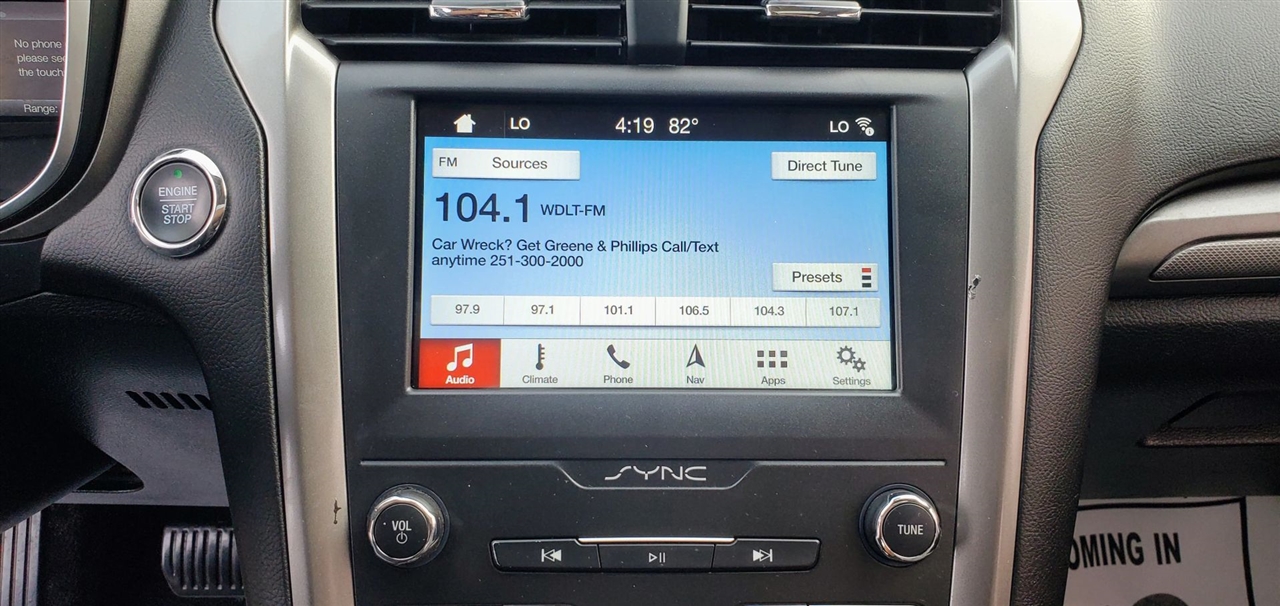 No phone
please
the touch
Range:
ENGINE
START
STOP
LO 4:19 82° LO
FM Sources Direct Tune
104.1 WDLT-FM
Car Wreck? Get Greene & Phillips Call/Text
anytime 251-300-2000
Presets
97.9 97.1 101.1 106.5 104.3 107.1
Audio Climate Phone Nav Apps Settings
SYNC
VOL
TUNE
OMING IN